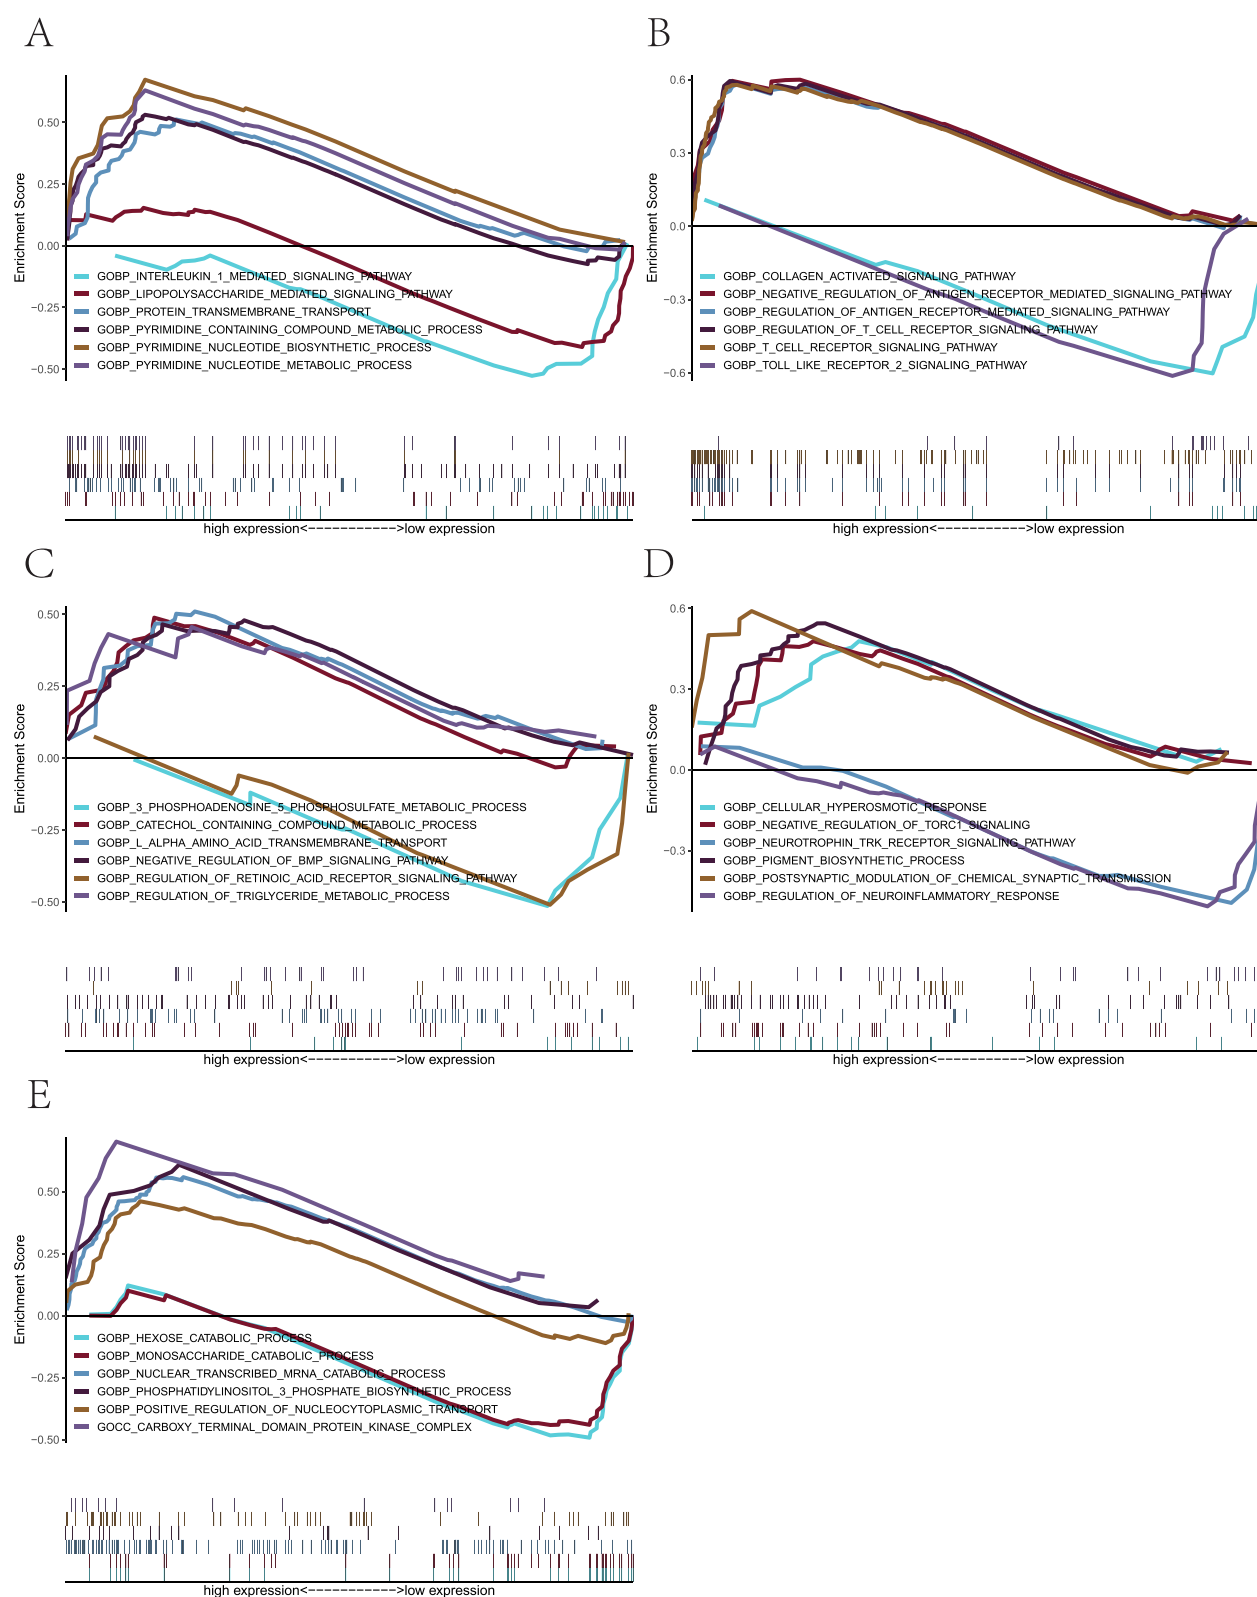 A
Enrichment Score
0.50
0.25
0.00
−0.25
−0.50
GOBP_INTERLEUKIN_1_MEDIATED_SIGNALING_PATHWAY
GOBP_LIPOPOLYSACCHARIDE_MEDIATED_SIGNALING_PATHWAY
GOBP_PROTEIN_TRANSMEMBRANE_TRANSPORT
GOBP_PYRIMIDINE_CONTAINING_COMPOUND_METABOLIC_PROCESS
GOBP_PYRIMIDINE_NUCLEOTIDE_BIOSYNTHETIC_PROCESS
GOBP_PYRIMIDINE_NUCLEOTIDE_METABOLIC_PROCESS
high expression<−−−−−−−−−−−>low expression
B
Enrichment Score
0.6
0.3
0.0
−0.3
−0.6
GOBP_COLLAGEN_ACTIVATED_SIGNALING_PATHWAY
GOBP_NEGATIVE_REGULATION_OF_ANTIGEN_RECEPTOR_MEDIATED_SIGNALING_PATHWAY
GOBP_REGULATION_OF_ANTIGEN_RECEPTOR_MEDIATED_SIGNALING_PATHWAY
GOBP_REGULATION_OF_T_CELL_RECEPTOR_SIGNALING_PATHWAY
GOBP_T_CELL_RECEPTOR_SIGNALING_PATHWAY
GOBP_TOLL_LIKE_RECEPTOR_2_SIGNALING_PATHWAY
high expression<−−−−−−−−−−−>low expression
C
Enrichment Score
0.50
0.25
0.00
−0.25
−0.50
GOBP_3_PHOSPHOADENOSINE_5_PHOSPHOSULFATE_METABOLIC_PROCESS
GOBP_CATECHOL_CONTAINING_COMPOUND_METABOLIC_PROCESS
GOBP_L_ALPHA_AMINO_ACID_TRANSMEMBRANE_TRANSPORT
GOBP_NEGATIVE_REGULATION_OF_BMP_SIGNALING_PATHWAY
GOBP_REGULATION_OF_RETINOIC_ACID_RECEPTOR_SIGNALING_PATHWAY
GOBP_REGULATION_OF_TRIGLYCERIDE_METABOLIC_PROCESS
high expression<−−−−−−−−−−−>low expression
D
Enrichment Score
0.6
0.3
0.0
−0.3
GOBP_CELLULAR_HYPEROSMOTIC_RESPONSE
GOBP_NEGATIVE_REGULATION_OF_TORC1_SIGNALING
GOBP_NEUROTROPHIN_TRK_RECEPTOR_SIGNALING_PATHWAY
GOBP_PIGMENT_BIOSYNTHETIC_PROCESS
GOBP_POSTSYNAPTIC_MODULATION_OF_CHEMICAL_SYNAPTIC_TRANSMISSION
GOBP_REGULATION_OF_NEUROINFLAMMATORY_RESPONSE
high expression<−−−−−−−−−−−>low expression
E
Enrichment Score
0.50
0.25
0.00
−0.25
−0.50
GOBP_HEXOSE_CATABOLIC_PROCESS
GOBP_MONOSACCHARIDE_CATABOLIC_PROCESS
GOBP_NUCLEAR_TRANSCRIBED_MRNA_CATABOLIC_PROCESS
GOBP_PHOSPHATIDYLINOSITOL_3_PHOSPHATE_BIOSYNTHETIC_PROCESS
GOBP_POSITIVE_REGULATION_OF_NUCLEOCYTOPLASMIC_TRANSPORT
GOCC_CARBOXY_TERMINAL_DOMAIN_PROTEIN_KINASE_COMPLEX
high expression<−−−−−−−−−−−>low expression